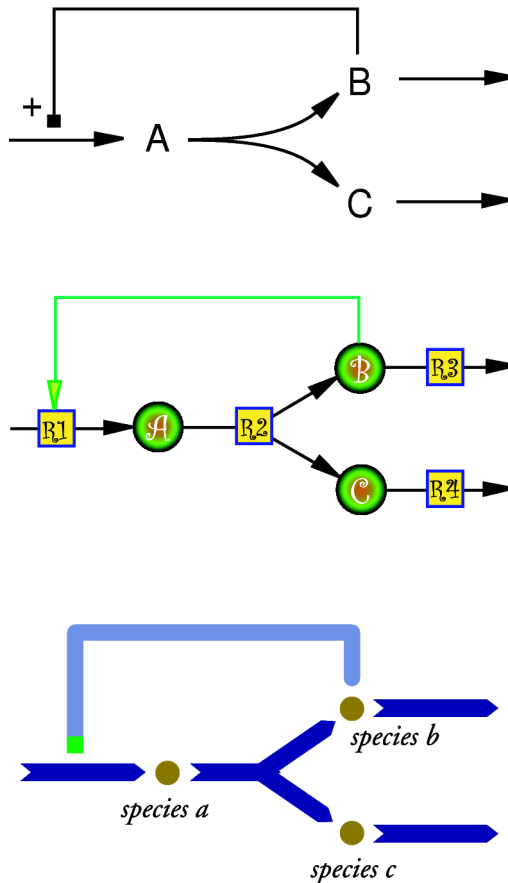 B
+
A
C
B
R3
R1
A
R2
C
R4
species b
species a
species c